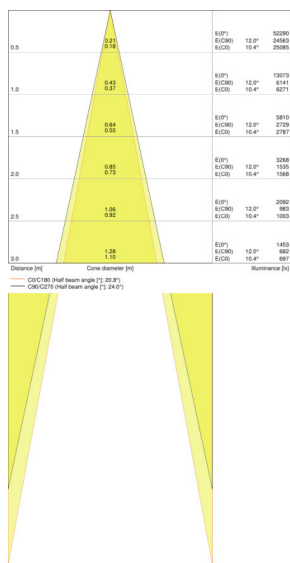 E(0°) 52290
0.21 E(C90) 12.0° 24563
0.5 0.18 E(C0) 10.4° 25085
E(0°) 13073
0.43 E(C90) 12.0° 6141
1.0 0.37 E(C0) 10.4° 6271
E(0°) 5810
0.64 E(C90) 12.0° 2729
1.5 0.55 E(C0) 10.4° 2787
E(0°) 3268
0.85 E(C90) 12.0° 1535
2.0 0.73 E(C0) 10.4° 1568
E(0°) 2092
1.06 E(C90) 12.0° 983
2.5 0.92 E(C0) 10.4° 1003
E(0°) 1453
1.28 E(C90) 12.0° 682
3.0 1.10 E(C0) 10.4° 697
Distance [m] Cone diameter [m] Illuminance [lx]
C0/C180 (Half beam angle [°]: 20.8°)
C90/C270 (Half beam angle [°]: 24.0°)